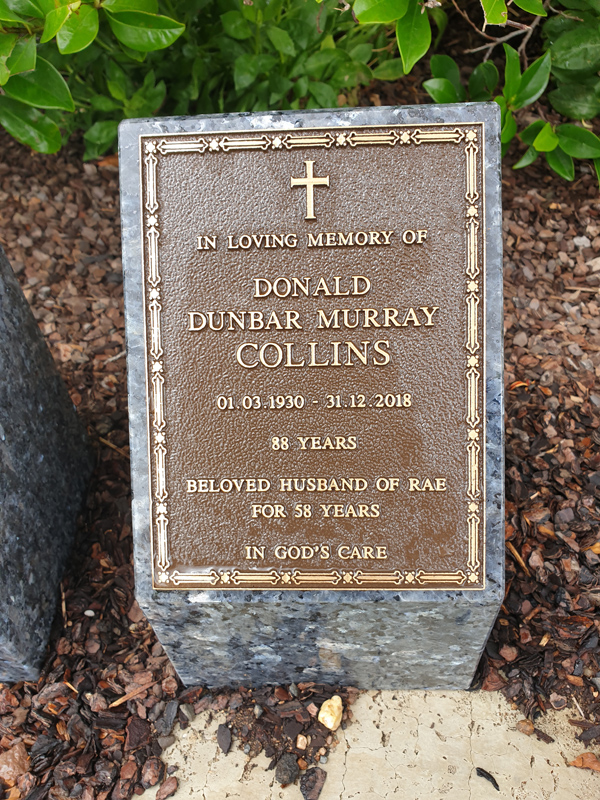 IN LOVING MEMORY OF
DONALD
DUNBAR MURRAY
COLLINS
01.03.1930 - 31.12.2018
88 YEARS
BELOVED HUSBAND OF RAE
FOR 58 YEARS
IN GOD'S CARE